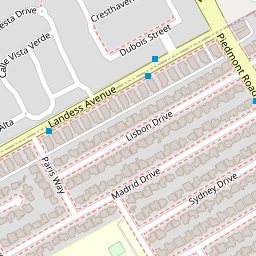 esta Drive
Cresthaven
Calle Vista Verde
Dubois Street
Piedmont Road
Landess Avenue
Alta
Lisbon Drive
Paris Way
Madrid Drive
Sydney Drive